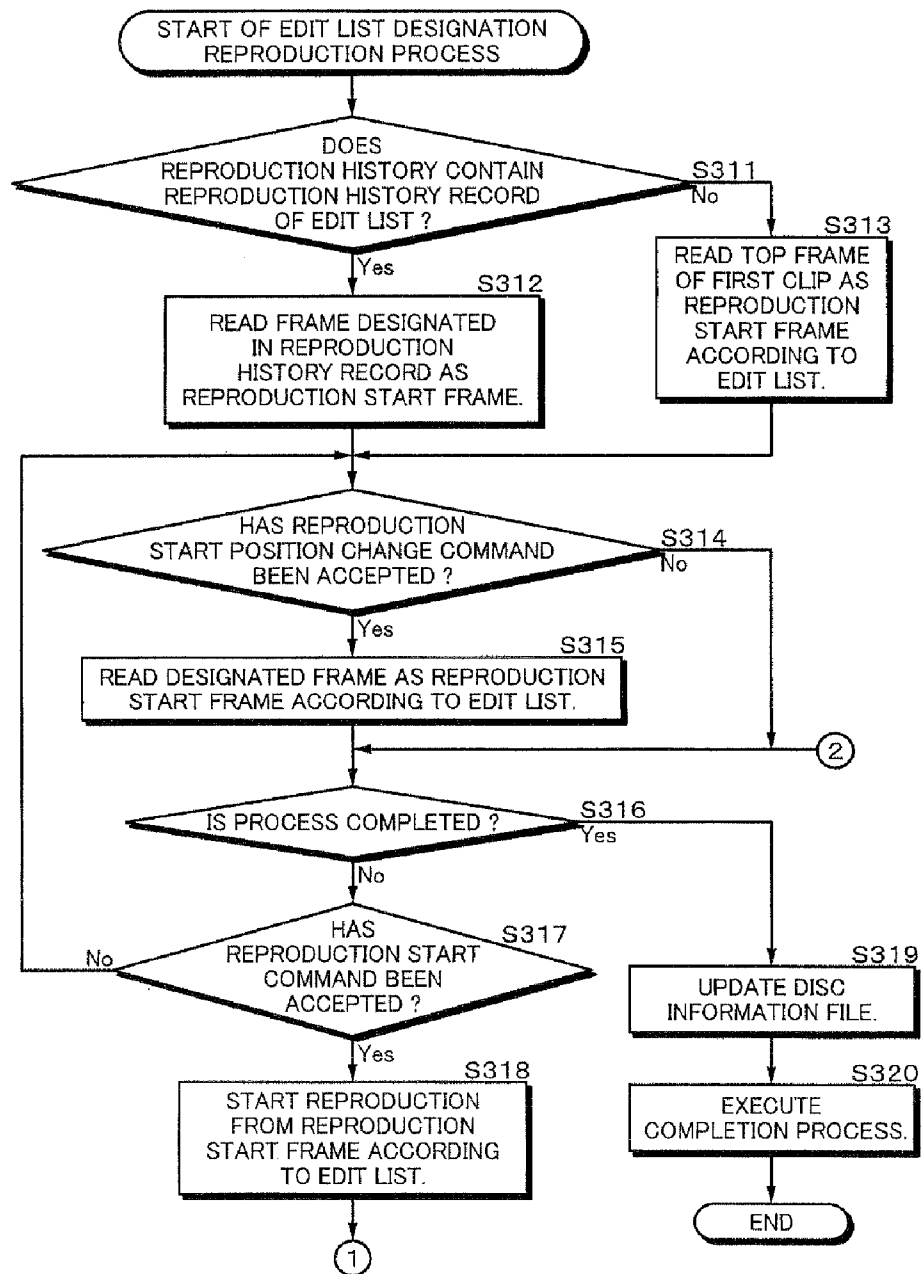 START OF EDIT LIST DESIGNATION
REPRODUCTION PROCESS
DOES
REPRODUCTION HISTORY CONTAIN
REPRODUCTION HISTORY RECORD
OF EDIT LIST ?
S311
No
Yes
S312
READ FRAME DESIGNATED
IN REPRODUCTION
HISTORY RECORD AS
REPRODUCTION START FRAME.
S313
READ TOP FRAME
OF FIRST CLIP AS
REPRODUCTION
START FRAME
ACCORDING TO
EDIT LIST.
HAS REPRODUCTION
START POSITION CHANGE COMMAND
BEEN ACCEPTED ?
S314
No
Yes
S315
READ DESIGNATED FRAME AS REPRODUCTION
START FRAME ACCORDING TO EDIT LIST.
2
IS PROCESS COMPLETED ?
S316
Yes
No
HAS
REPRODUCTION START
COMMAND BEEN
ACCEPTED ?
S317
No
Yes
S318
START REPRODUCTION
FROM REPRODUCTION
START FRAME ACCORDING
TO EDIT LIST.
1
S319
UPDATE DISC
INFORMATION FILE.
S320
EXECUTE
COMPLETION PROCESS.
END